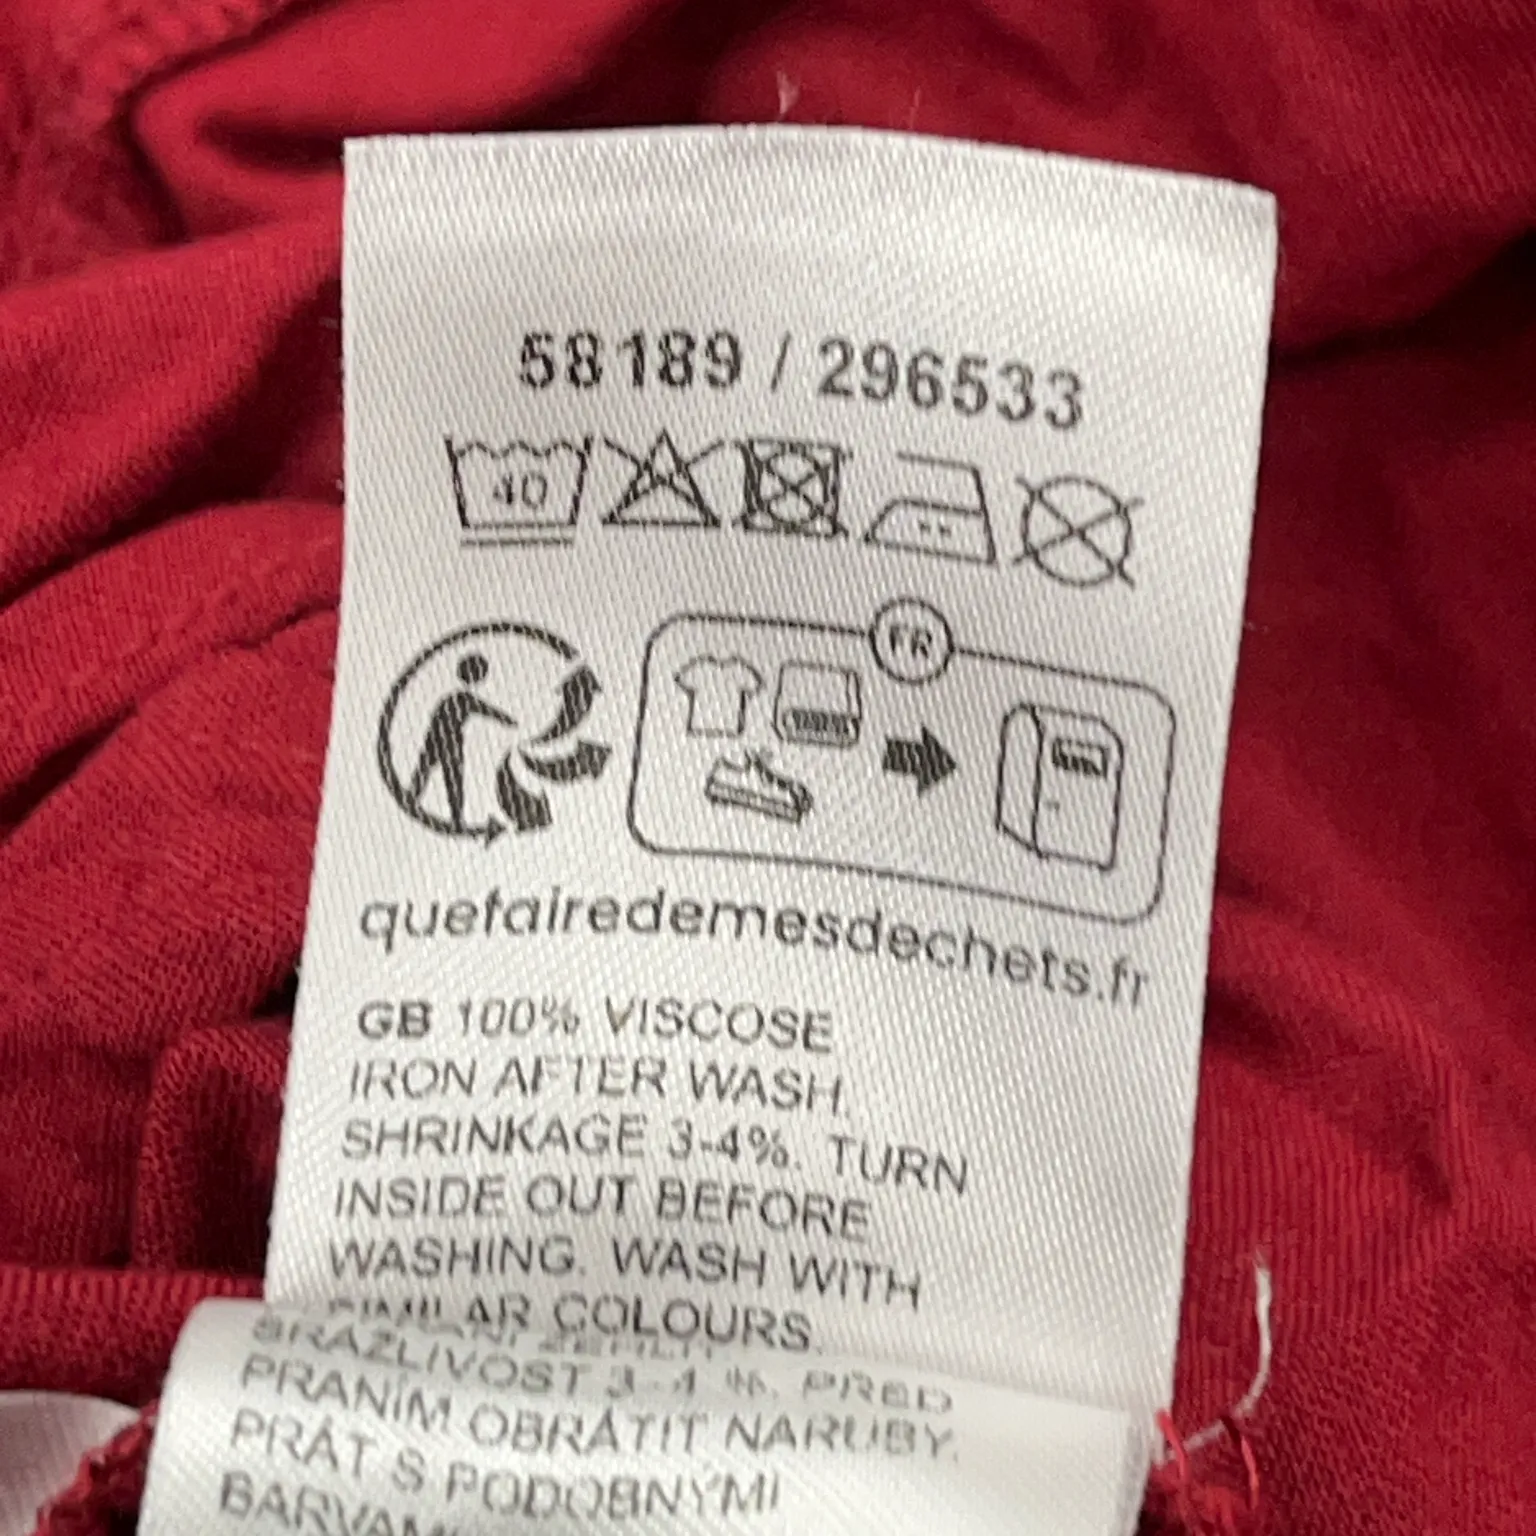 58189 / 296533
40
FR
quefairedemesdechets.fr
GB 100% VISCOSE
IRON AFTER WASH.
SHRINKAGE 3-4%. TURN
INSIDE OUT BEFORE
WASHING. WASH WITH
SIMILAR COLOURS.
SRÁŽLIVOST 3-4 %. PŘED
PRANÍM OBRÁTIT NARUBY.
PRÁT S PODOBNÝMI